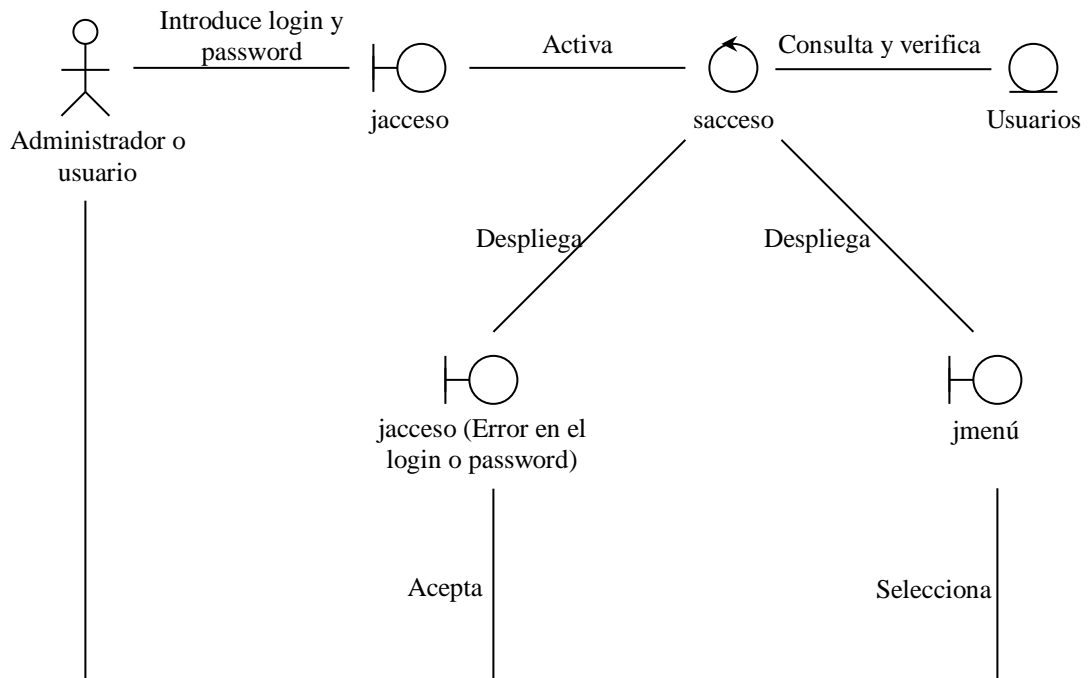 Introduce login y
password
Activa
Consulta y verifica
jacceso
sacceso
Usuarios
Administrador o
usuario
Despliega
Despliega
jacceso (Error en el
login o password)
jmenú
Acepta
Selecciona